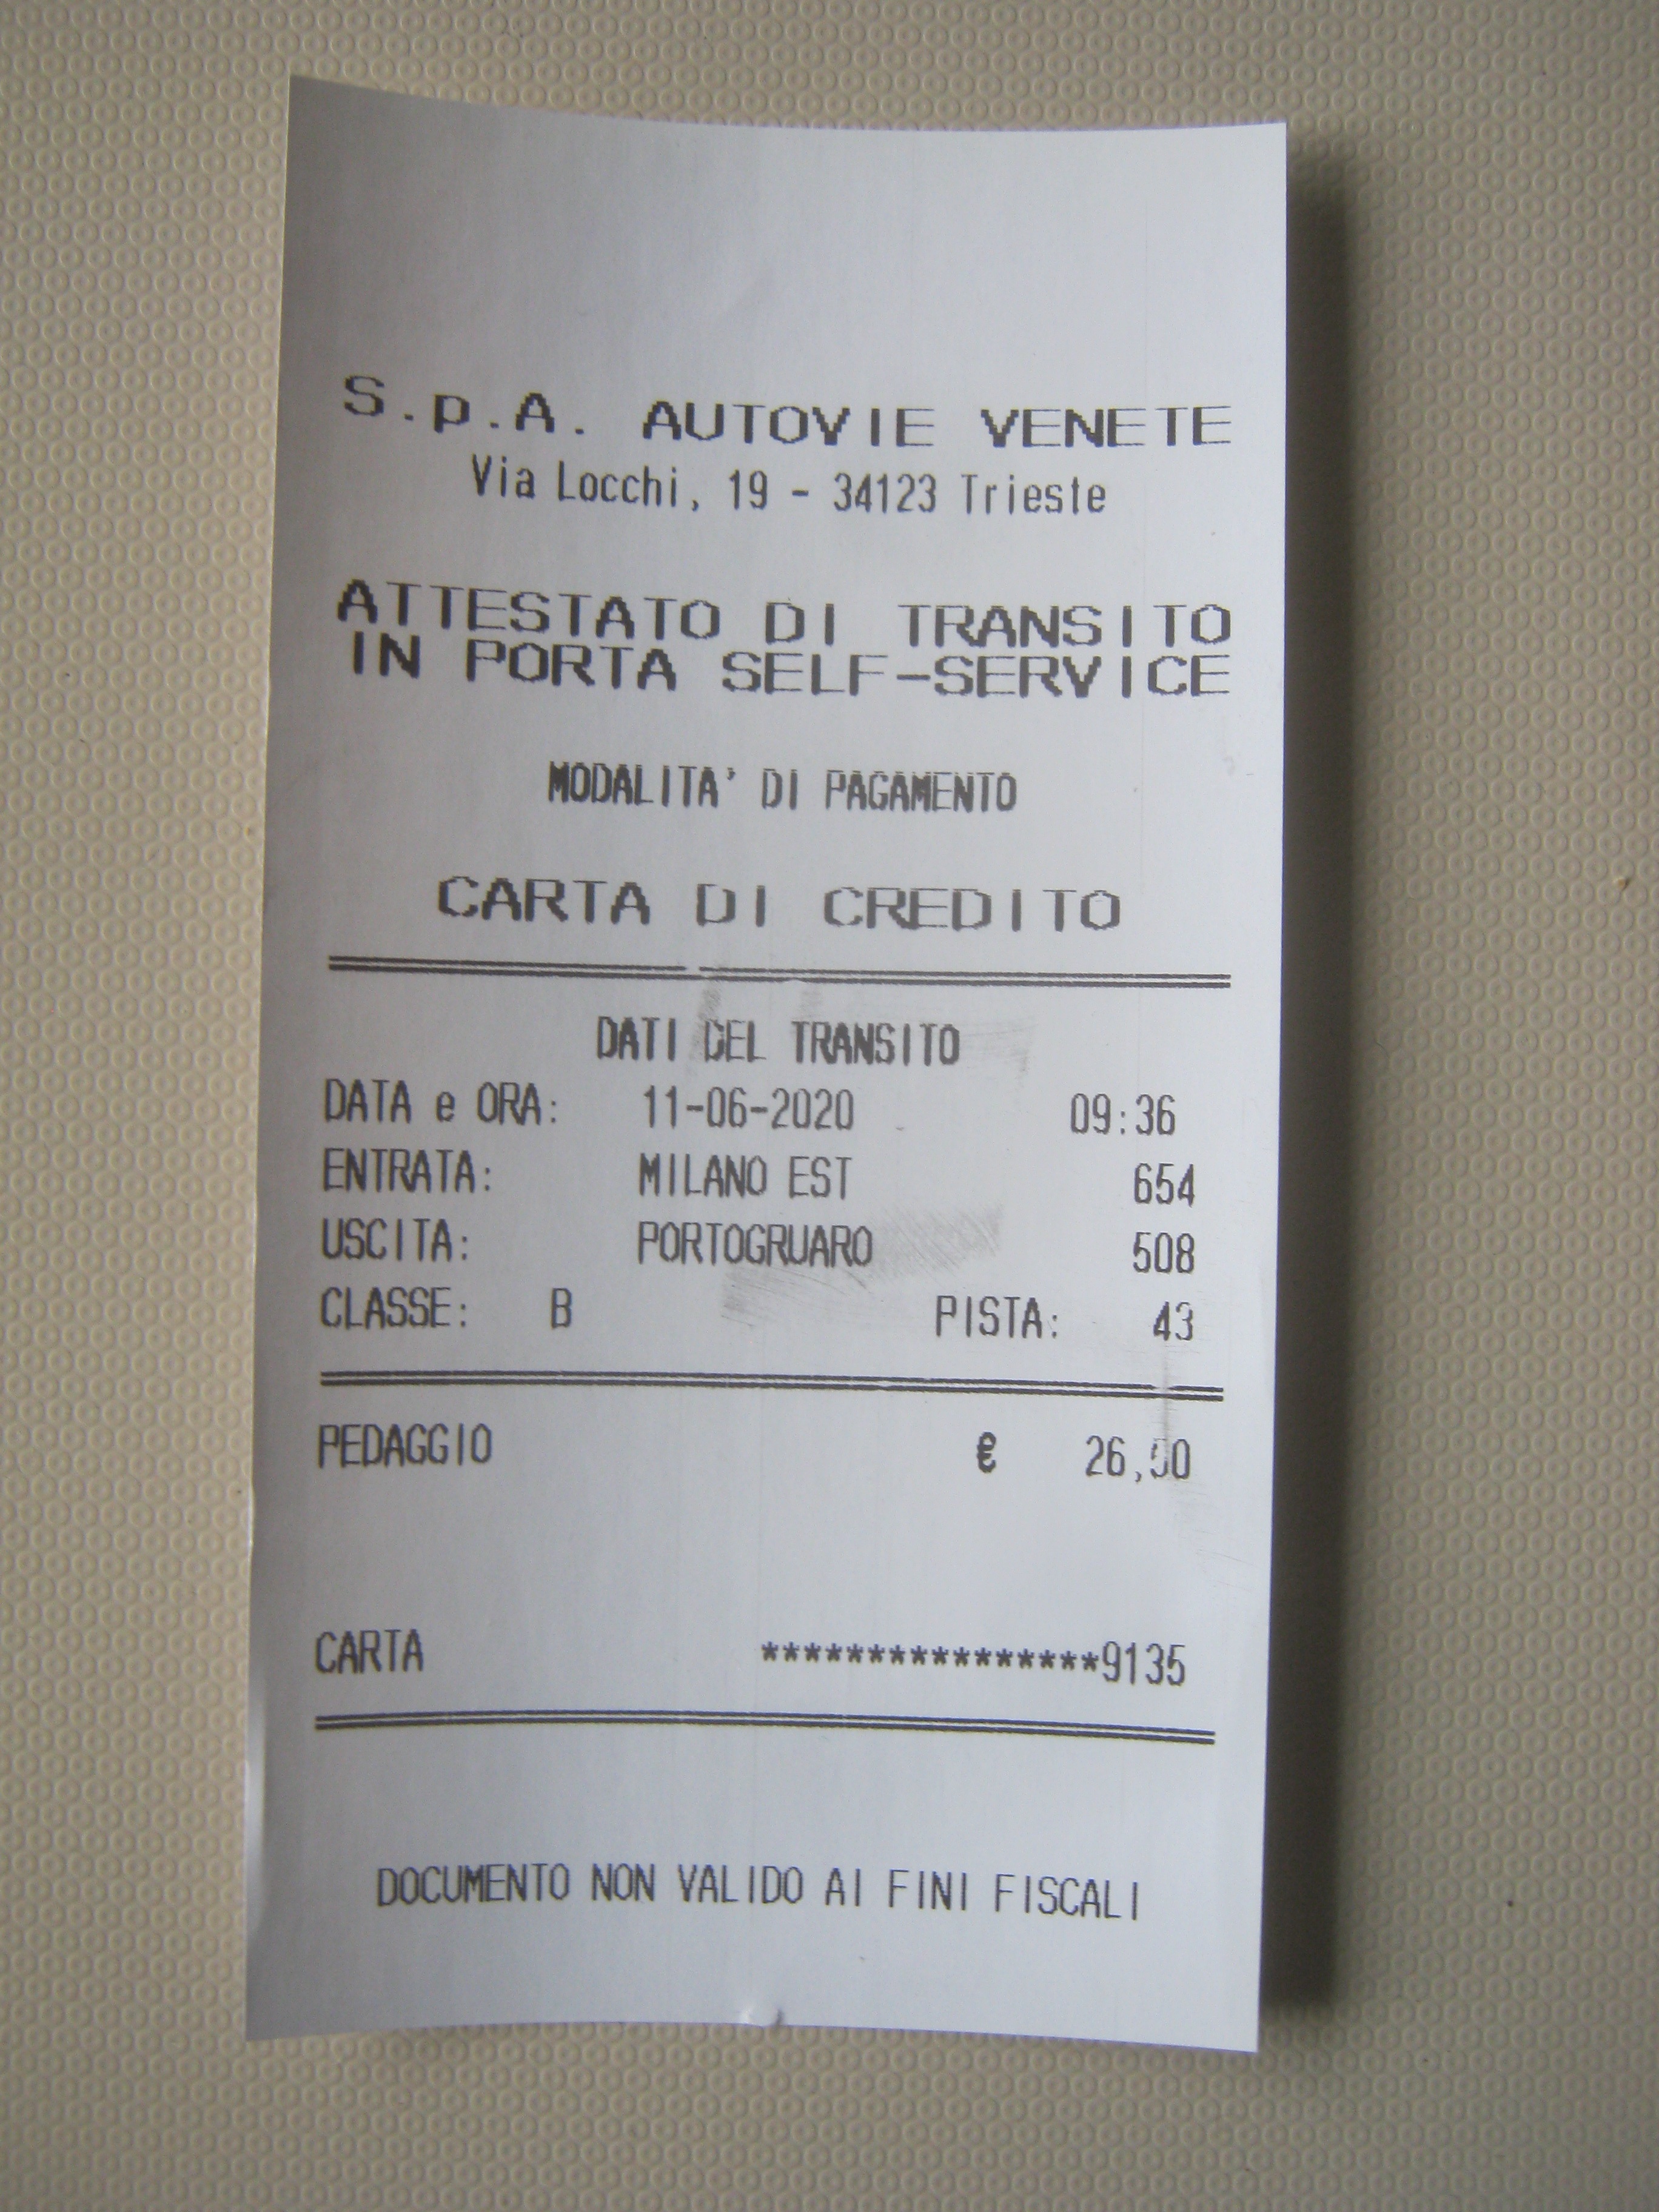 S.p.A. AUTOVIE VENETE
Via Locchi, 19 - 34123 Trieste
ATTESTATO DI TRANSITO
IN PORTA SELF-SERVICE
MODALITA' DI PAGAMENTO
CARTA DI CREDITO
DATI DEL TRANSITO
DATA e ORA: 11-06-2020 09:36
ENTRATA: MILANO EST 654
USCITA: PORTOGRUARO 508
CLASSE: B PISTA: 43
PEDAGGIO € 26,50
CARTA ****************9135
DOCUMENTO NON VALIDO AI FINI FISCALI